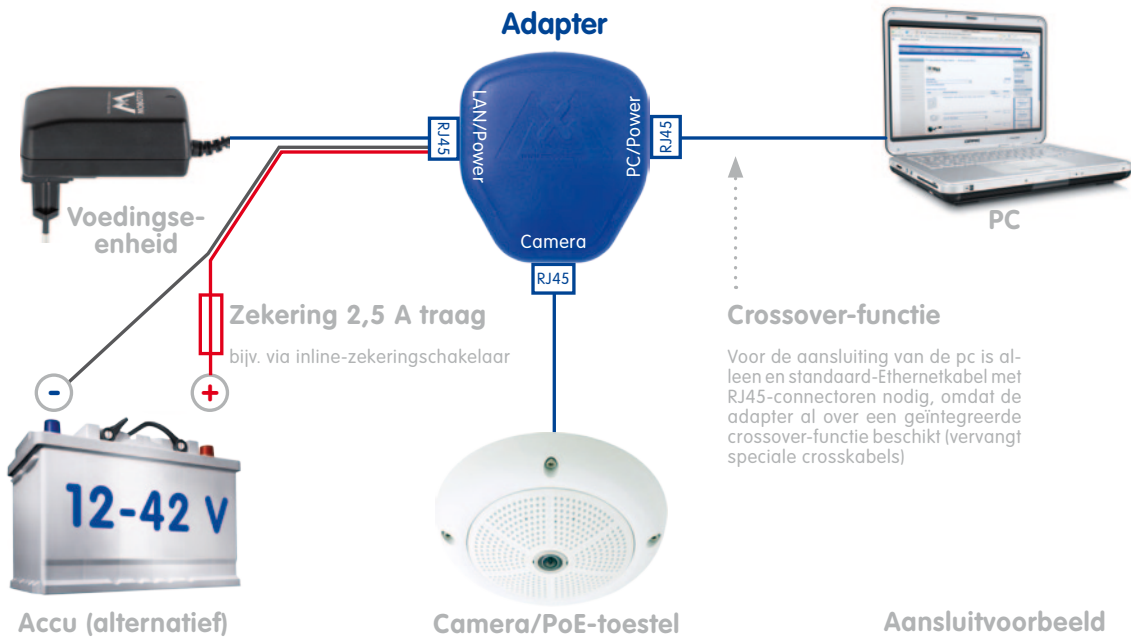 Adapter
LAN/Power
PC/Power
Camera
RJ45
RJ45
RJ45
Voedingse-
enheid
PC
Zekering 2,5 A traag
bijv. via inline-zekeringschakelaar
Crossover-functie
Voor de aansluiting van de pc is al-
leen en standaard-Ethernetkabel met
RJ45-connectoren nodig, omdat de
adapter al over een geïntegreerde
crossover-functie beschikt (vervangt
speciale crosskabels)
-
+
12-42 V
Accu (alternatief)
Camera/PoE-toestel
Aansluitvoorbeeld